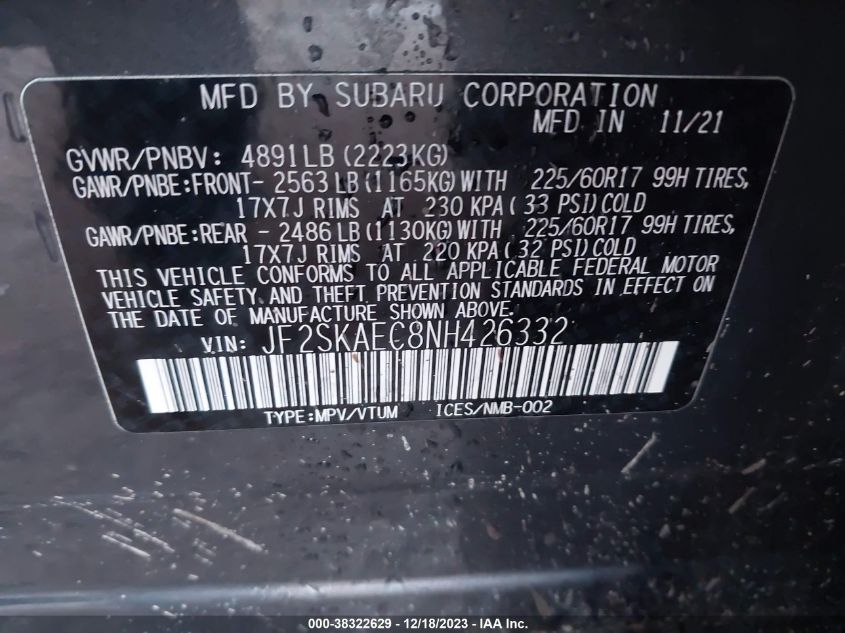 MFD BY SUBARU CORPORATION
MFD IN 11/21
GVWR/PNBV: 4891LB (2223KG)
GAWR/PNBE:FRONT- 2563 LB (1165KG) WITH 225/60R17 99H TIRES,
17X7J RIMS AT 230 KPA ( 33 PSI) COLD
GAWR/PNBE:REAR - 2486 LB (1130KG) WITH 225/60R17 99H TIRES,
17X7J RIMS AT 220 KPA ( 32 PSI) COLD
THIS VEHICLE CONFORMS TO ALL APPLICABLE FEDERAL MOTOR
VEHICLE SAFETY AND THEFT PREVENTION STANDARDS IN EFFECT ON
THE DATE OF MANUFACTURE SHOWN ABOVE.
VIN: JF2SKAEC8NH426332
TYPE:MPV/VTUM ICES/NMB-002
000-38322629 - 12/18/2023 - IAA Inc.